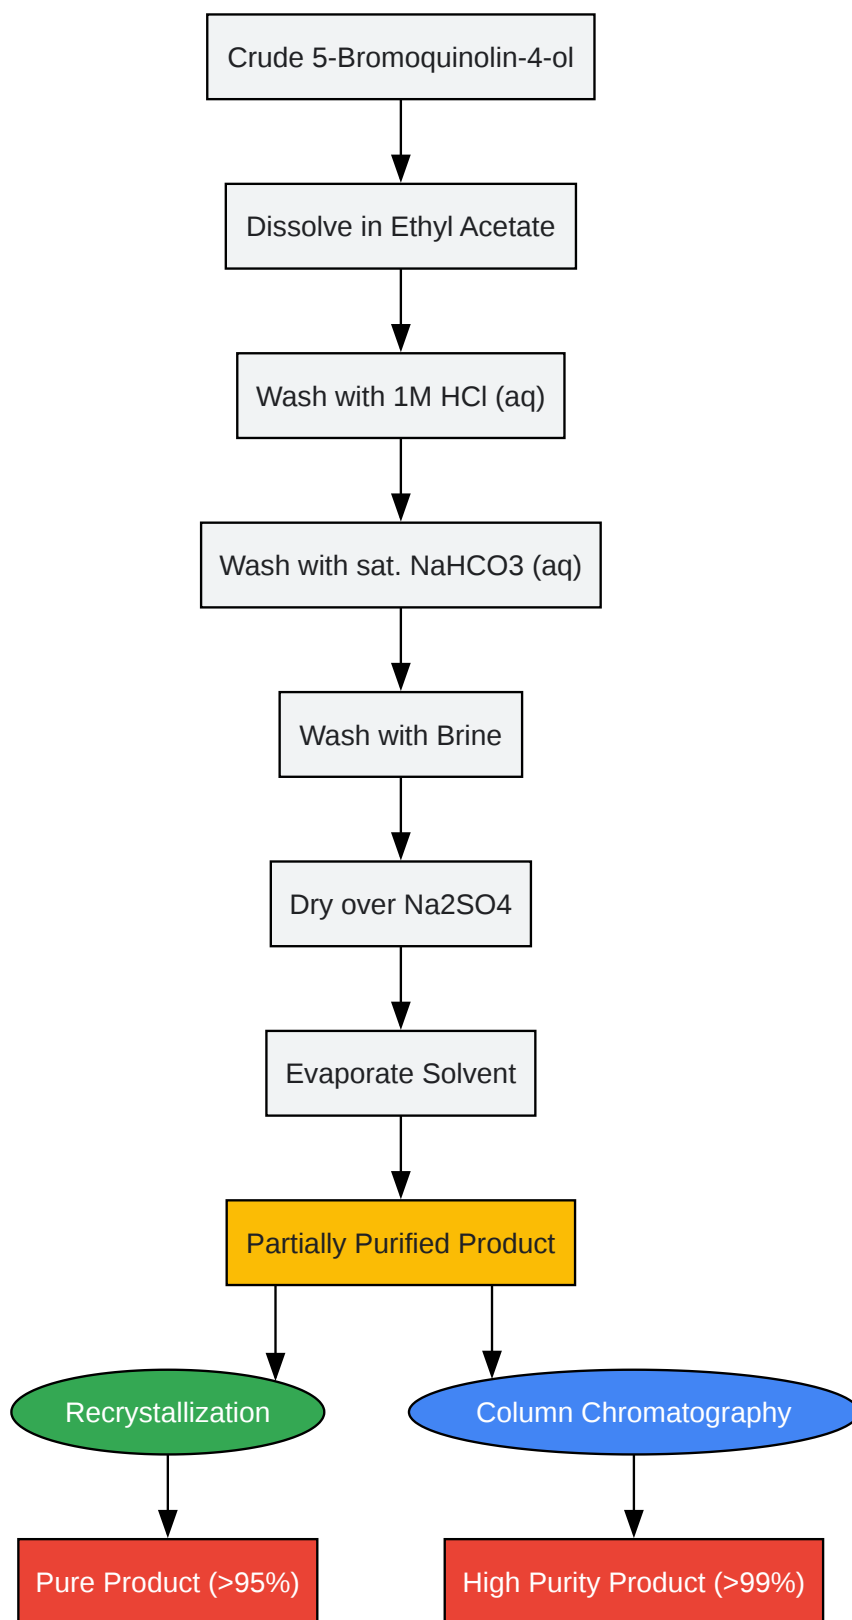 Crude 5-Bromoquinolin-4-ol
Dissolve in Ethyl Acetate
Wash with 1M HCl (aq)
Wash with sat. NaHCO3 (aq)
Wash with Brine
Dry over Na2SO4
Evaporate Solvent
Partially Purified Product
Recrystallization
Column Chromatography
Pure Product (>95%)
High Purity Product (>99%)